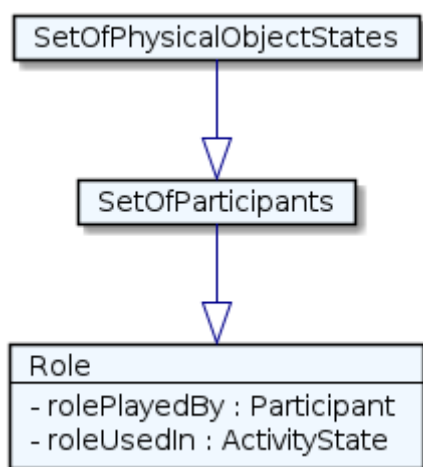 SetOfPhysicalObjectStates
SetOfParticipants
Role
- rolePlayedBy : Participant
- roleUsedIn : ActivityState